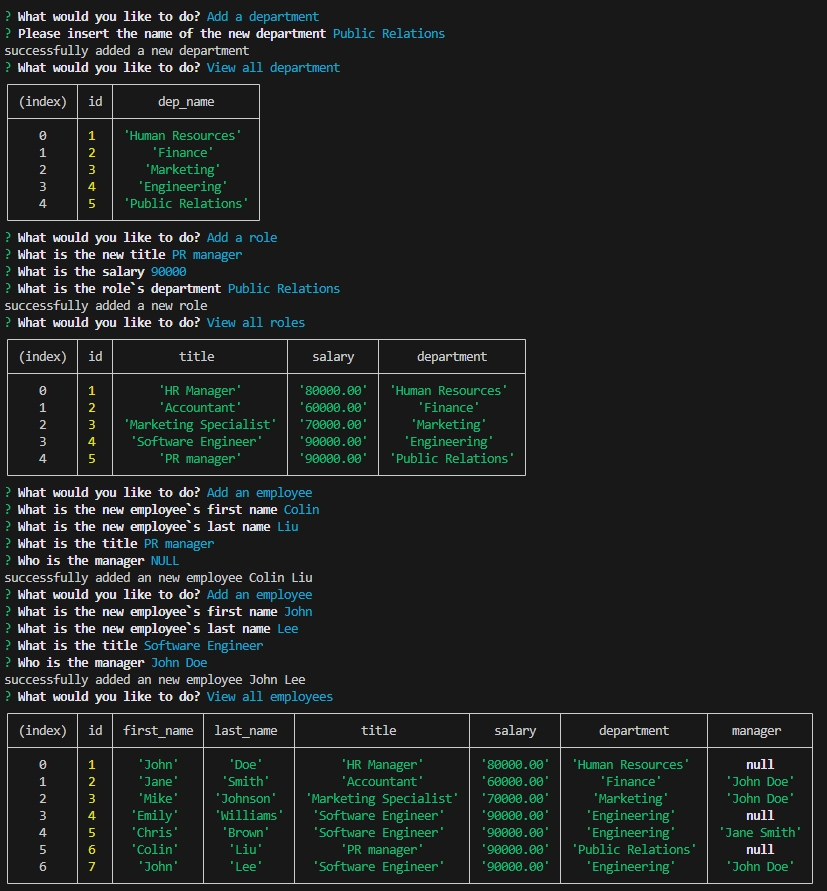 ? What would you like to do? Add a department
? Please insert the name of the new department Public Relations
successfully added a new department
? What would you like to do? View all department
(index) id dep_name
0 1 'Human Resources'
1 2 'Finance'
2 3 'Marketing'
3 4 'Engineering'
4 5 'Public Relations'
? What would you like to do? Add a role
? What is the new title PR manager
? What is the salary 90000
? What is the role`s department Public Relations
successfully added a new role
? What would you like to do? View all roles
(index) id title salary department
0 1 'HR Manager' '80000.00' 'Human Resources'
1 2 'Accountant' '60000.00' 'Finance'
2 3 'Marketing Specialist' '70000.00' 'Marketing'
3 4 'Software Engineer' '90000.00' 'Engineering'
4 5 'PR manager' '90000.00' 'Public Relations'
? What would you like to do? Add an employee
? What is the new employee`s first name Colin
? What is the new employee`s last name Liu
? What is the title PR manager
? Who is the manager NULL
successfully added an new employee Colin Liu
? What would you like to do? Add an employee
? What is the new employee`s first name John
? What is the new employee`s last name Lee
? What is the title Software Engineer
? Who is the manager John Doe
successfully added an new employee John Lee
? What would you like to do? View all employees
(index) id first_name last_name title salary department manager
0 1 'John' 'Doe' 'HR Manager' '80000.00' 'Human Resources' null
1 2 'Jane' 'Smith' 'Accountant' '60000.00' 'Finance' 'John Doe'
2 3 'Mike' 'Johnson' 'Marketing Specialist' '70000.00' 'Marketing' 'John Doe'
3 4 'Emily' 'Williams' 'Software Engineer' '90000.00' 'Engineering' null
4 5 'Chris' 'Brown' 'Software Engineer' '90000.00' 'Engineering' 'Jane Smith'
5 6 'Colin' 'Liu' 'PR manager' '90000.00' 'Public Relations' null
6 7 'John' 'Lee' 'Software Engineer' '90000.00' 'Engineering' 'John Doe'